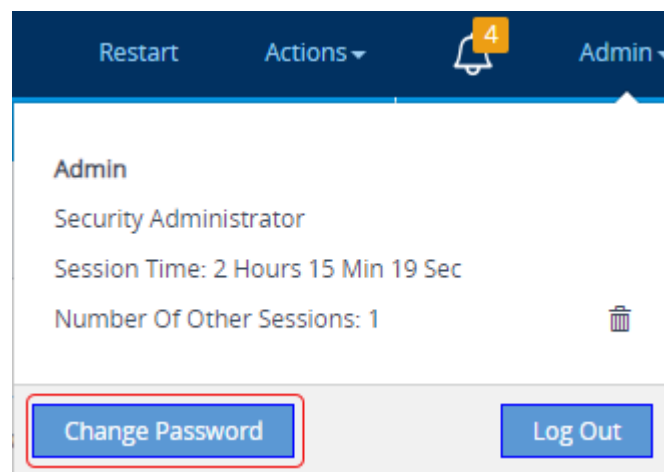 Restart Actions 4 Admin
Admin
Security Administrator
Session Time: 2 Hours 15 Min 19 Sec
Number Of Other Sessions: 1
Change Password Log Out